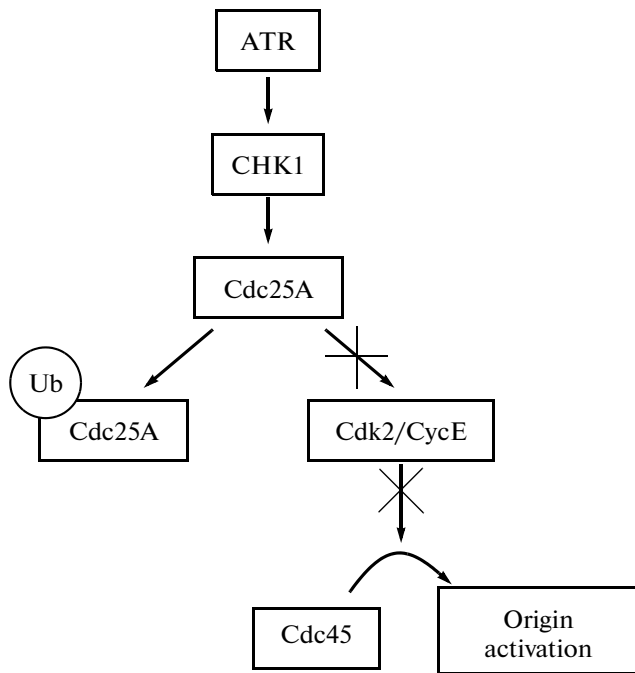 ATR
CHK1
Cdc25A
Ub
Cdc25A
Cdk2/CycE
Cdc45
Origin
activation